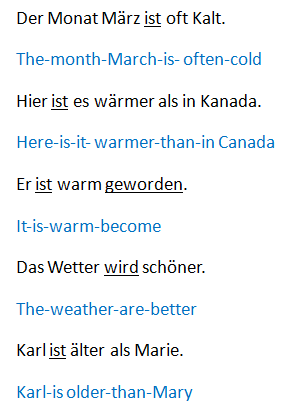 Der Monat März ist oft Kalt.
The-month-March-is- often-cold
Hier ist es wärmer als in Kanada.
Here-is-it- warmer-than-in Canada
Er ist warm geworden.
It-is-warm-become
Das Wetter wird schöner.
The-weather-are-better
Karl ist älter als Marie.
Karl-is older-than-Mary